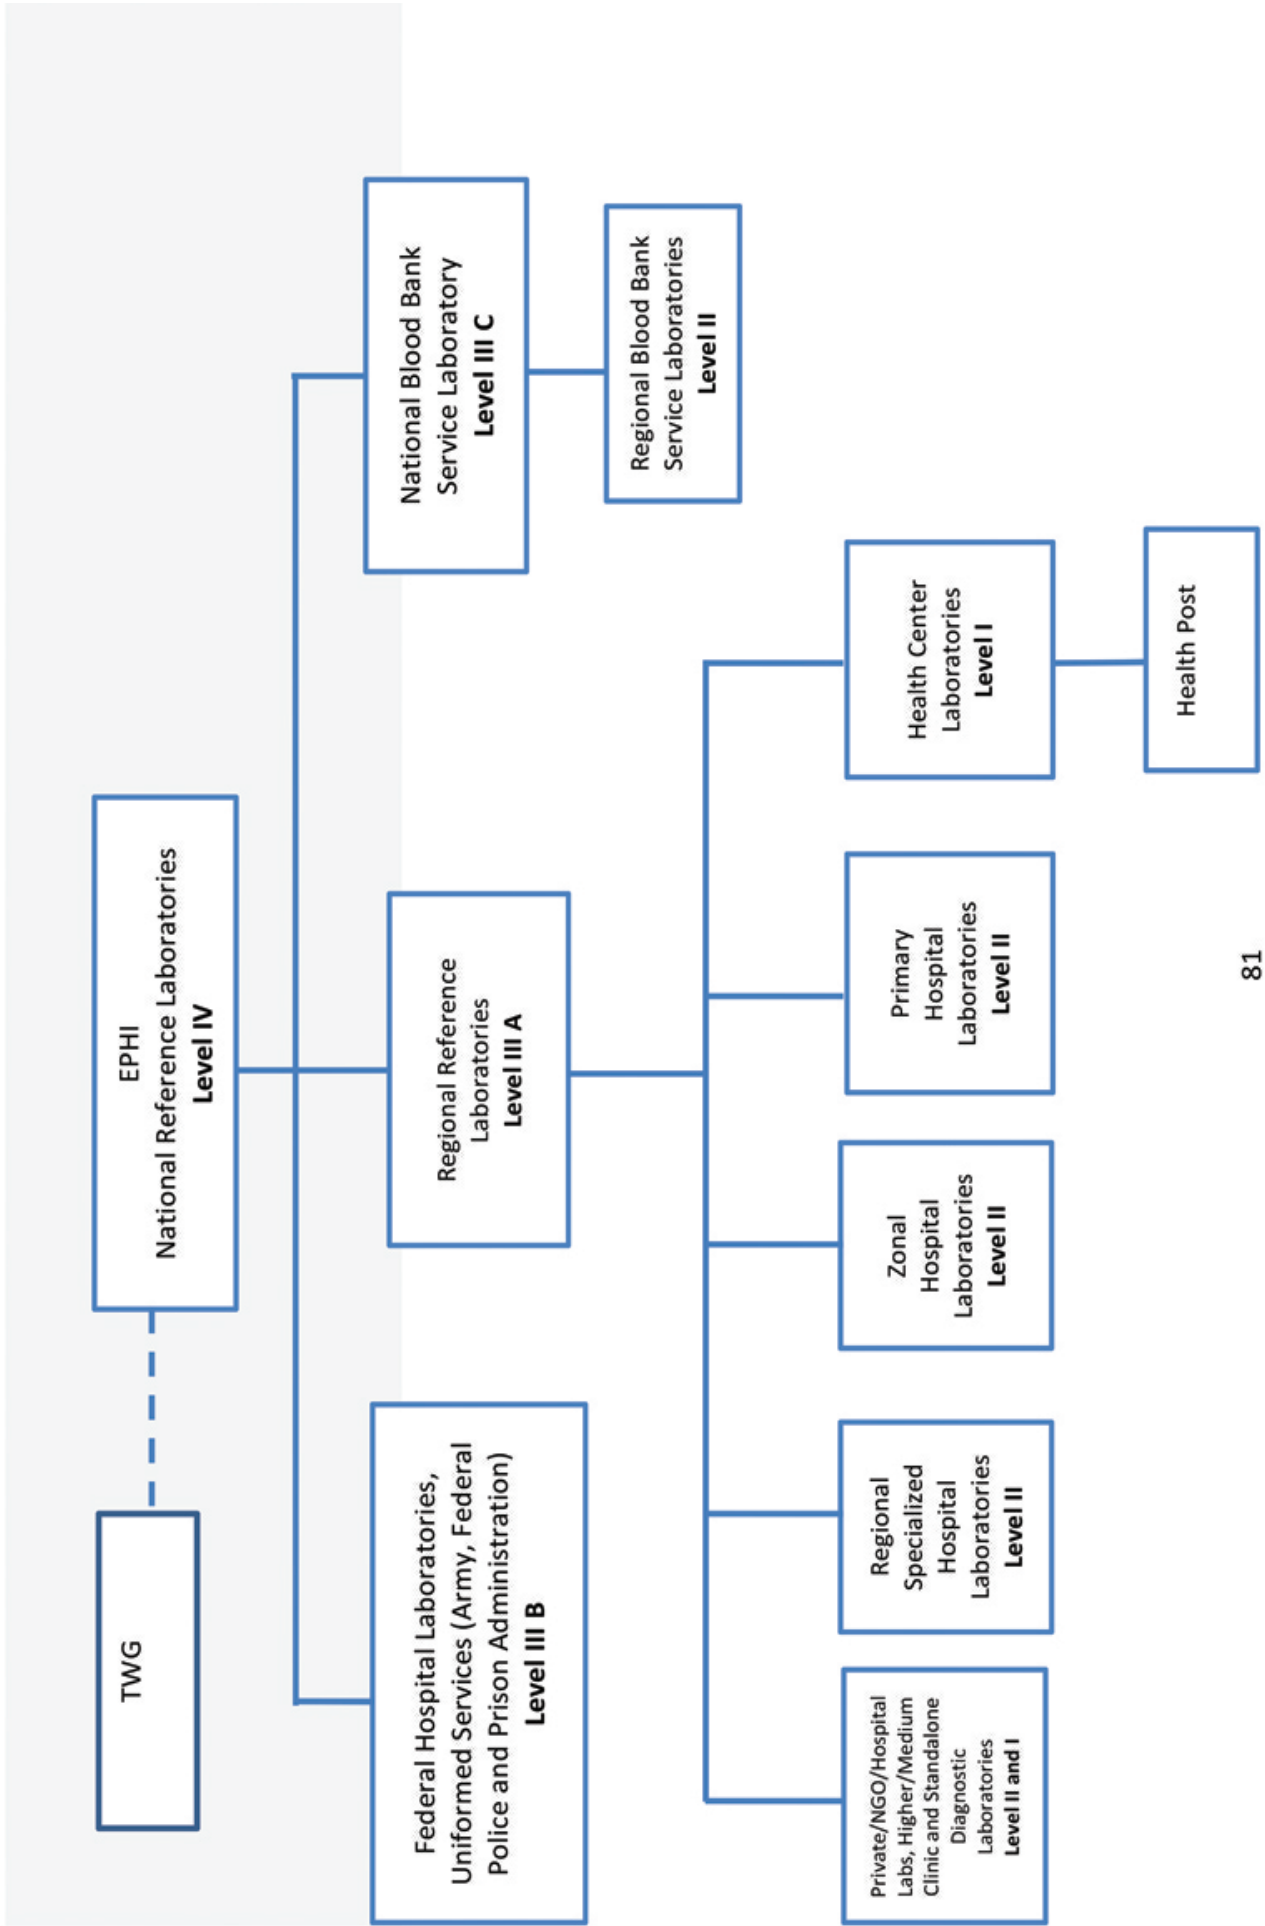 TWG
EPHI
National Reference Laboratories
Level IV
Federal Hospital Laboratories,
Uniformed Services (Army, Federal
Police and Prison Administration)
Level III B
Regional Reference
Laboratories
Level III A
National Blood Bank
Service Laboratory
Level III C
Regional Blood Bank
Service Laboratories
Level II
Private/NGO/Hospital
Labs, Higher/Medium
Clinic and Standalone
Diagnostic
Laboratories
Level II and I
Regional
Specialized
Hospital
Laboratories
Level II
Zonal
Hospital
Laboratories
Level II
Primary
Hospital
Laboratories
Level II
Health Center
Laboratories
Level I
Health Post
81